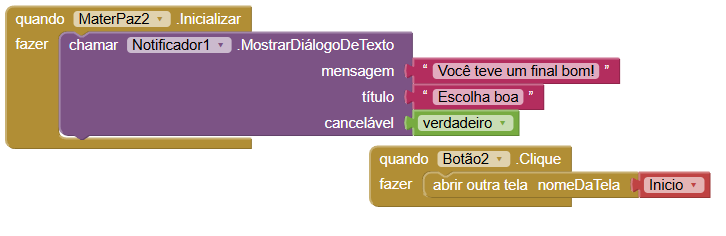 quando MaterPaz2 .Inicializar
fazer chamar Notificador1 .MostrarDiálogoDeTexto
mensagem “ Você teve um final bom! ”
título “ Escolha boa ”
cancelável verdadeiro
quando Botão2 .Clique
fazer abrir outra tela nomeDaTela Inicio